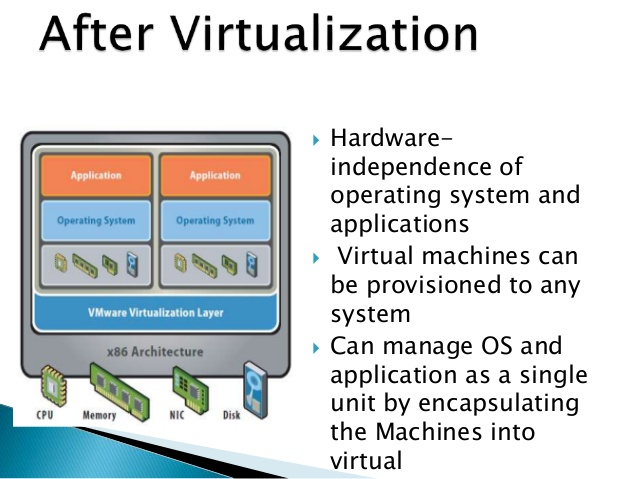 After Virtualization
Application
Application
Operating System
Operating System
VMware Virtualization Layer
x86 Architecture
CPU
Memory
NIC
Disk
Hardware-
independence of
operating system and
applications
Virtual machines can
be provisioned to any
system
Can manage OS and
application as a single
unit by encapsulating
the Machines into
virtual